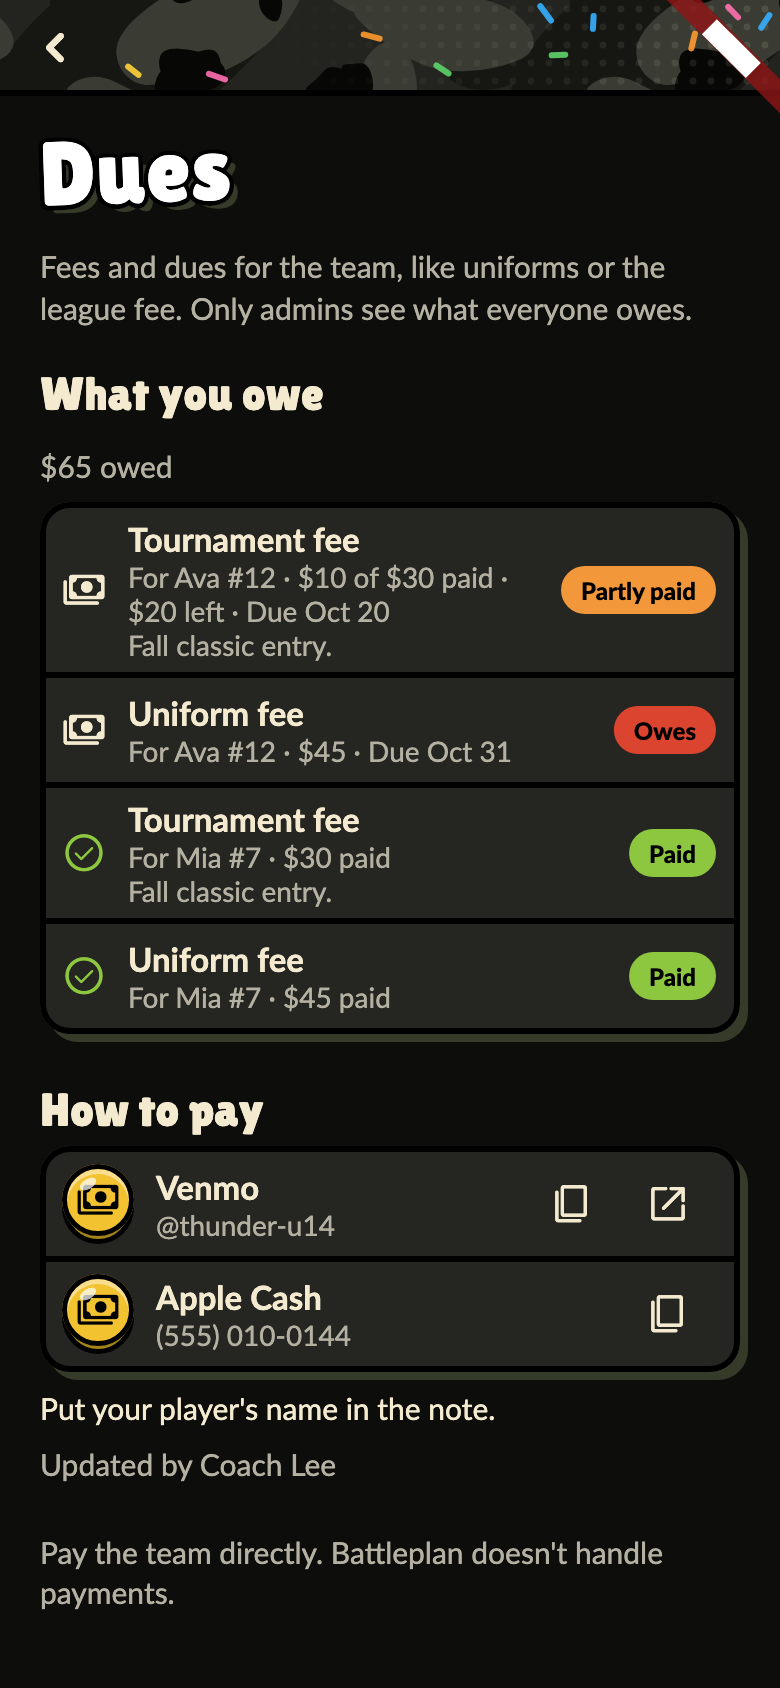 Dues
Fees and dues for the team, like uniforms or the
league fee. Only admins see what everyone owes.
What you owe
$65 owed
Tournament fee
For Ava #12 · $10 of $30 paid ·
$20 left · Due Oct 20
Fall classic entry.
Partly paid
Uniform fee
For Ava #12 · $45 · Due Oct 31
Owes
Tournament fee
For Mia #7 · $30 paid
Fall classic entry.
Paid
Uniform fee
For Mia #7 · $45 paid
Paid
How to pay
Venmo
@thunder-u14
Apple Cash
(555) 010-0144
Put your player's name in the note.
Updated by Coach Lee
Pay the team directly. Battleplan doesn't handle
payments.